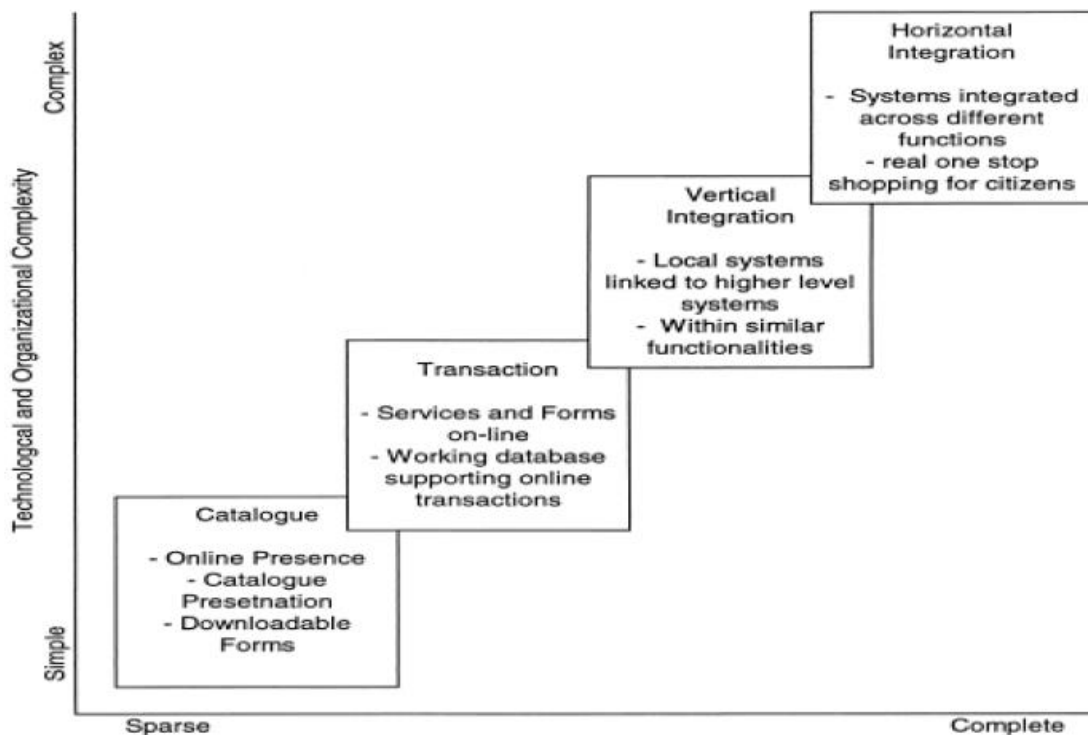 Complex
Technologcal and Organizational Complexity
Simple
Horizontal
Integration
- Systems integrated
across different
functions
- real one stop
shopping for citizens
Vertical
Integration
- Local systems
linked to higher level
systems
- Within similar
functionalities
Transaction
- Services and Forms
on-line
- Working database
supporting online
transactions
Catalogue
- Online Presence
- Catalogue
Presetnation
- Downloadable
Forms
Sparse
Complete